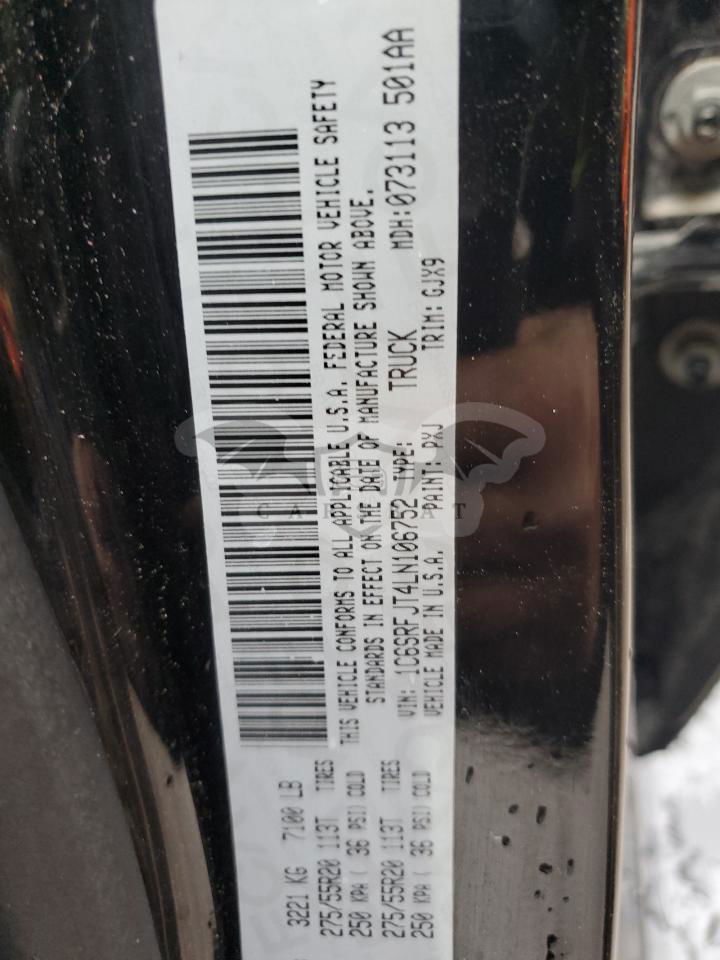 3221 KG 7100 LB
275/55R20 113T TIRES
250 KPA ( 36 PSI) COLD
275/55R20 113T TIRES
250 KPA ( 36 PSI) COLD
THIS VEHICLE CONFORMS TO ALL APPLICABLE U.S.A. FEDERAL MOTOR VEHICLE SAFETY
STANDARDS IN EFFECT ON THE DATE OF MANUFACTURE SHOWN ABOVE.
VIN: 1C6SRFJT4LN106752 TYPE: TRUCK MDH:073113 501AA
VEHICLE MADE IN U.S.A. PAINT: PXJ TRIM: GJX9